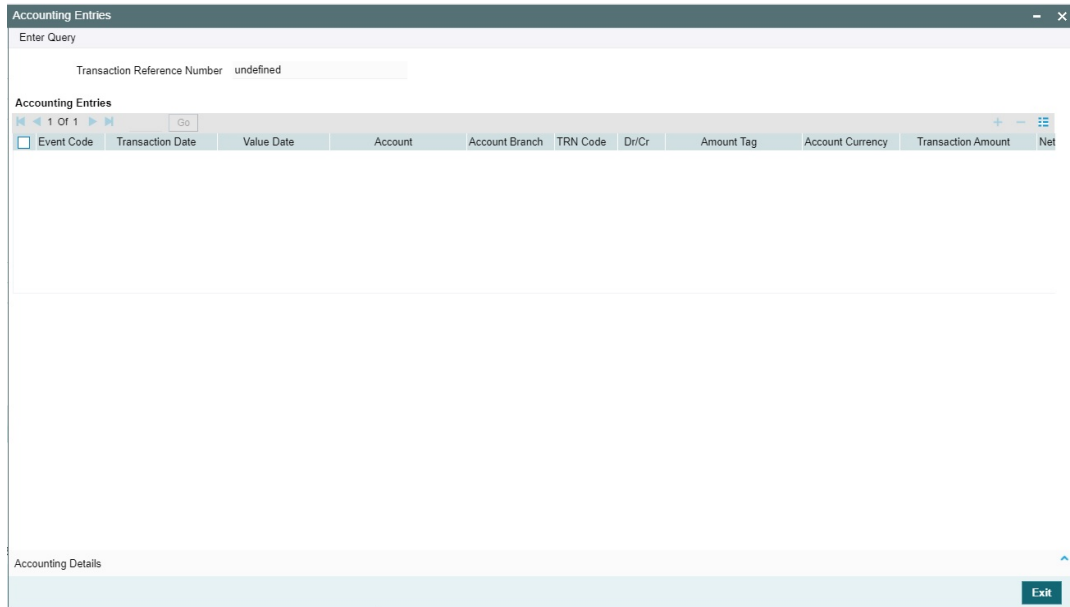 Accounting Entries
Enter Query
Transaction Reference Number undefined
Accounting Entries
1 Of 1 Go
Event Code Transaction Date Value Date Account Account Branch TRN Code Dr/Cr Amount Tag Account Currency Transaction Amount Net
Accounting Details
Exit